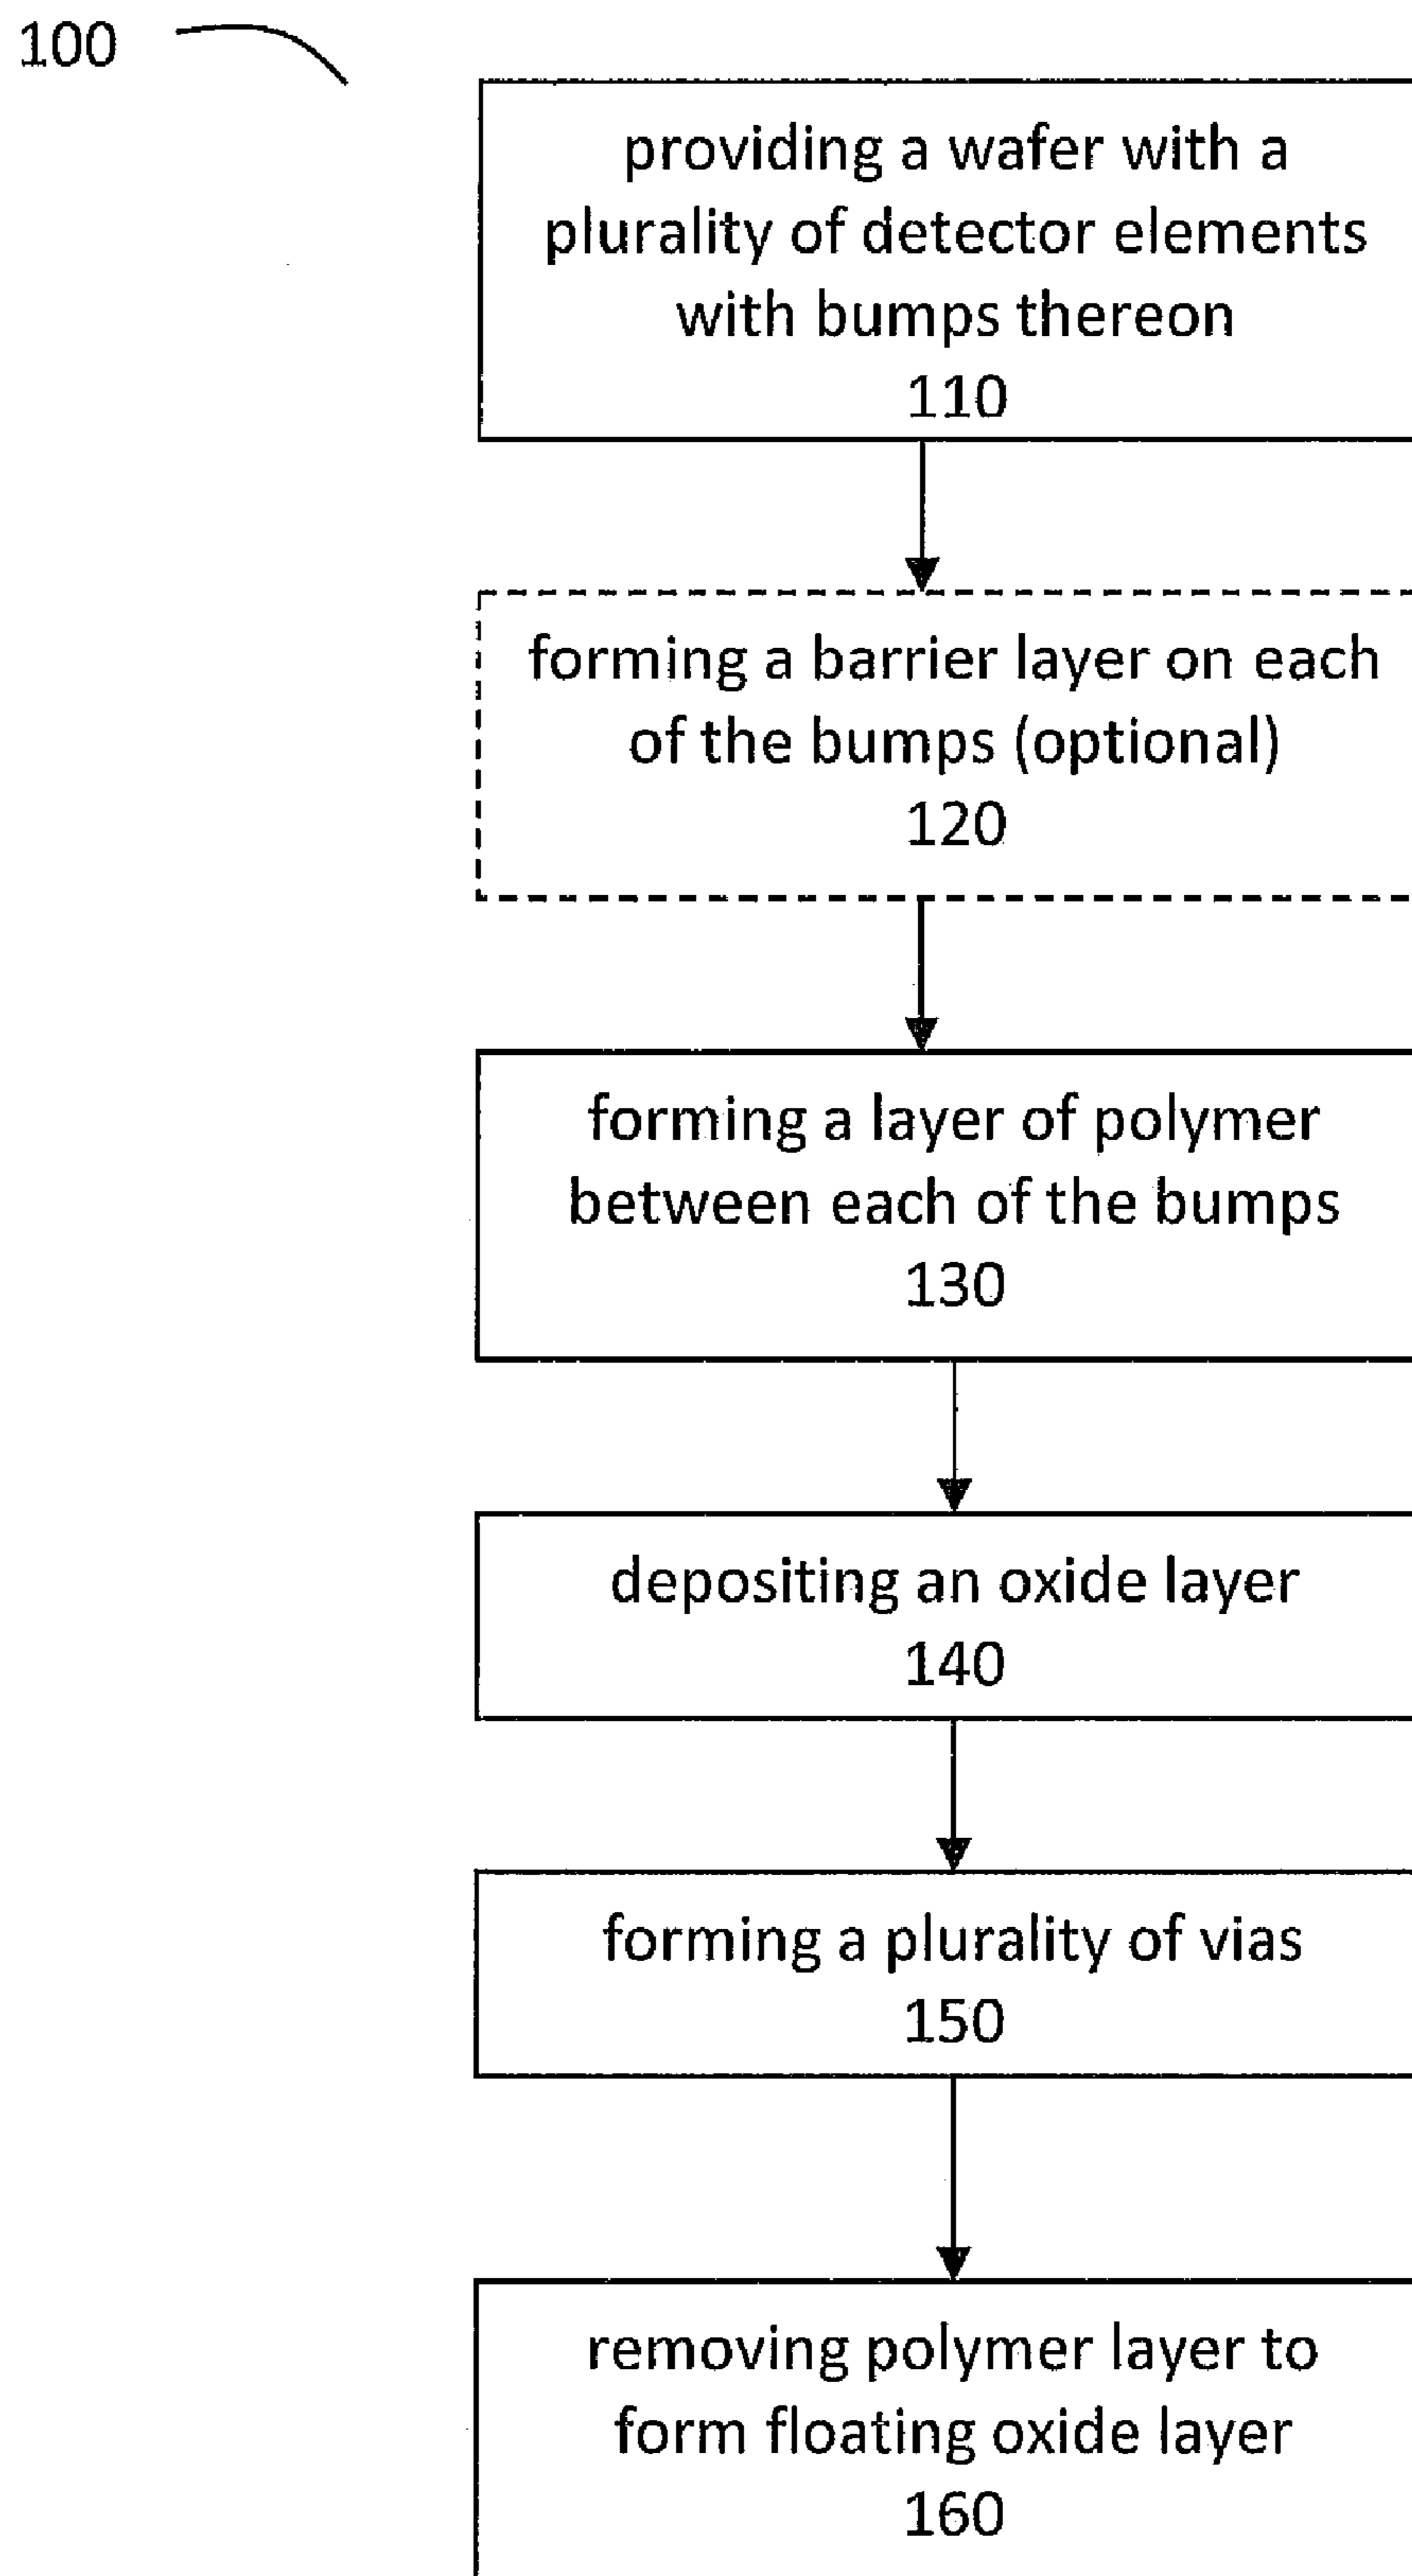 100
providing a wafer with a
plurality of detector elements
with bumps thereon
110
forming a barrier layer on each
of the bumps (optional)
120
forming a layer of polymer
between each of the bumps
130
depositing an oxide layer
140
forming a plurality of vias
150
removing polymer layer to
form floating oxide layer
160